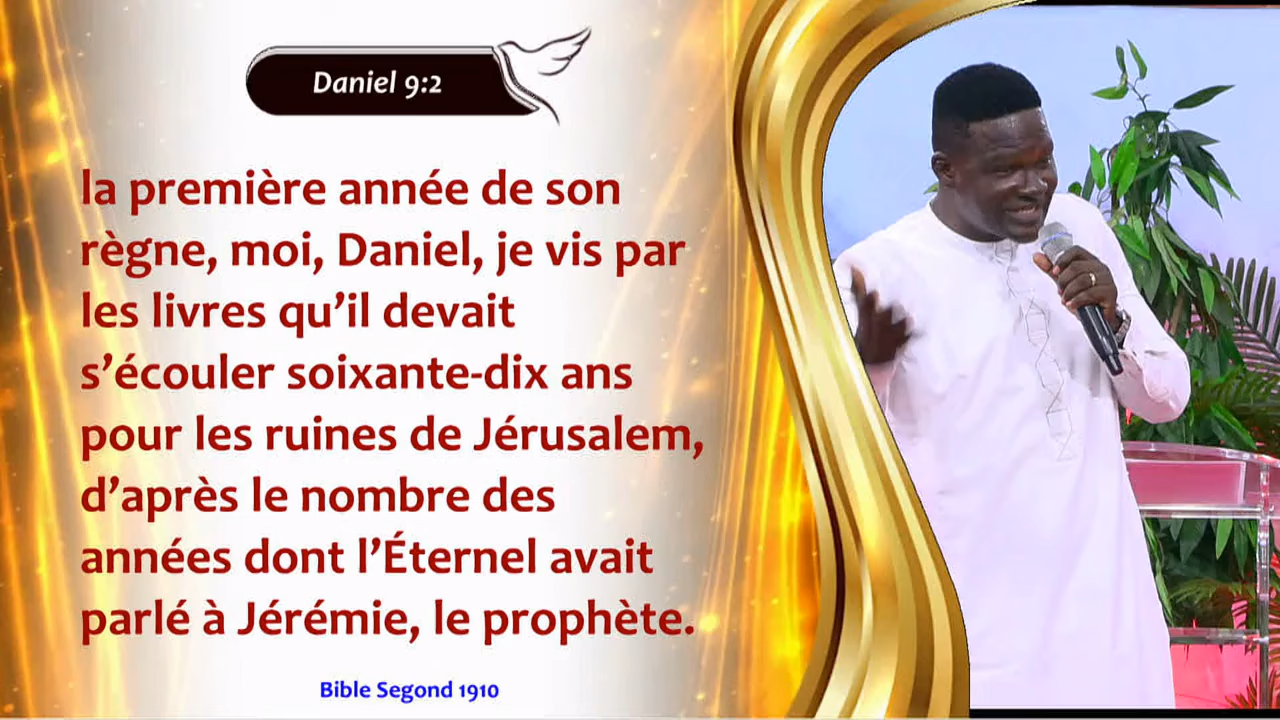 Daniel 9:2
la première année de son
règne, moi, Daniel, je vis par
les livres qu’il devait
s’écouler soixante-dix ans
pour les ruines de Jérusalem,
d’après le nombre des
années dont l’Éternel avait
parlé à Jérémie, le prophète.
Bible Segond 1910